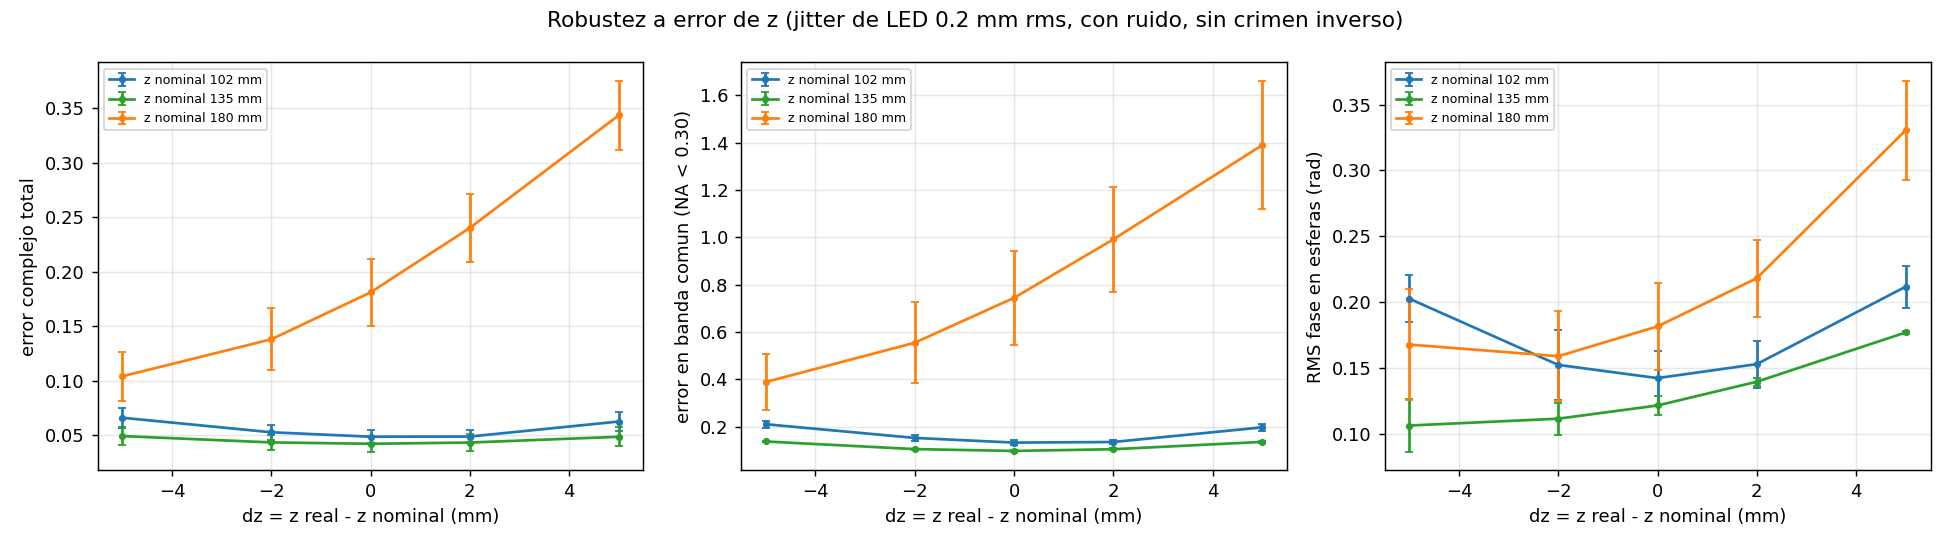 Robustez a error de z (jitter de LED 0.2 mm rms, con ruido, sin crimen inverso)
error complejo total
0.35
0.30
0.25
0.20
0.15
0.10
0.05
z nominal 102 mm
z nominal 135 mm
z nominal 180 mm
−4 −2 0 2 4
dz = z real - z nominal (mm)
error en banda comun (NA < 0.30)
1.6
1.4
1.2
1.0
0.8
0.6
0.4
0.2
z nominal 102 mm
z nominal 135 mm
z nominal 180 mm
−4 −2 0 2 4
dz = z real - z nominal (mm)
RMS fase en esferas (rad)
0.35
0.30
0.25
0.20
0.15
0.10
z nominal 102 mm
z nominal 135 mm
z nominal 180 mm
−4 −2 0 2 4
dz = z real - z nominal (mm)